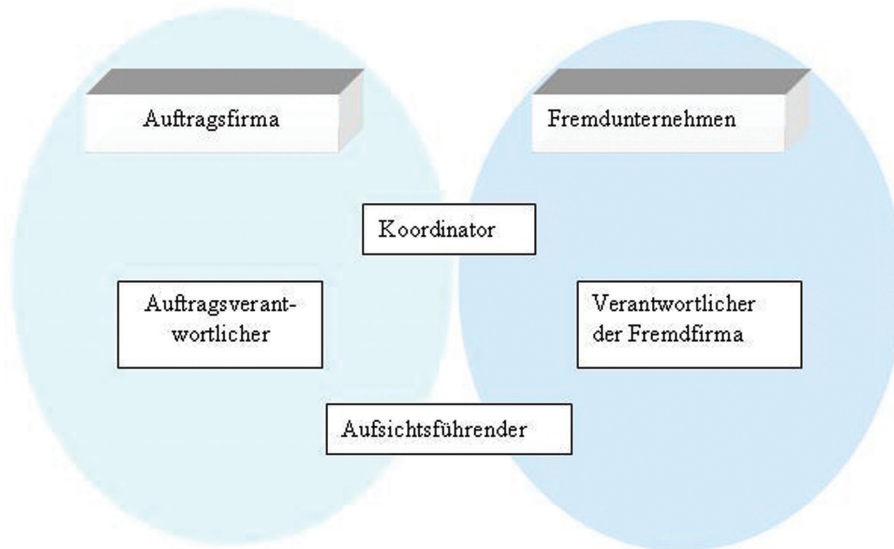 Auftragsfirma
Fremdunternehmen
Koordinator
Auftragsverant-
wortlicher
Verantwortlicher
der Fremdfirma
Aufsichtsführender